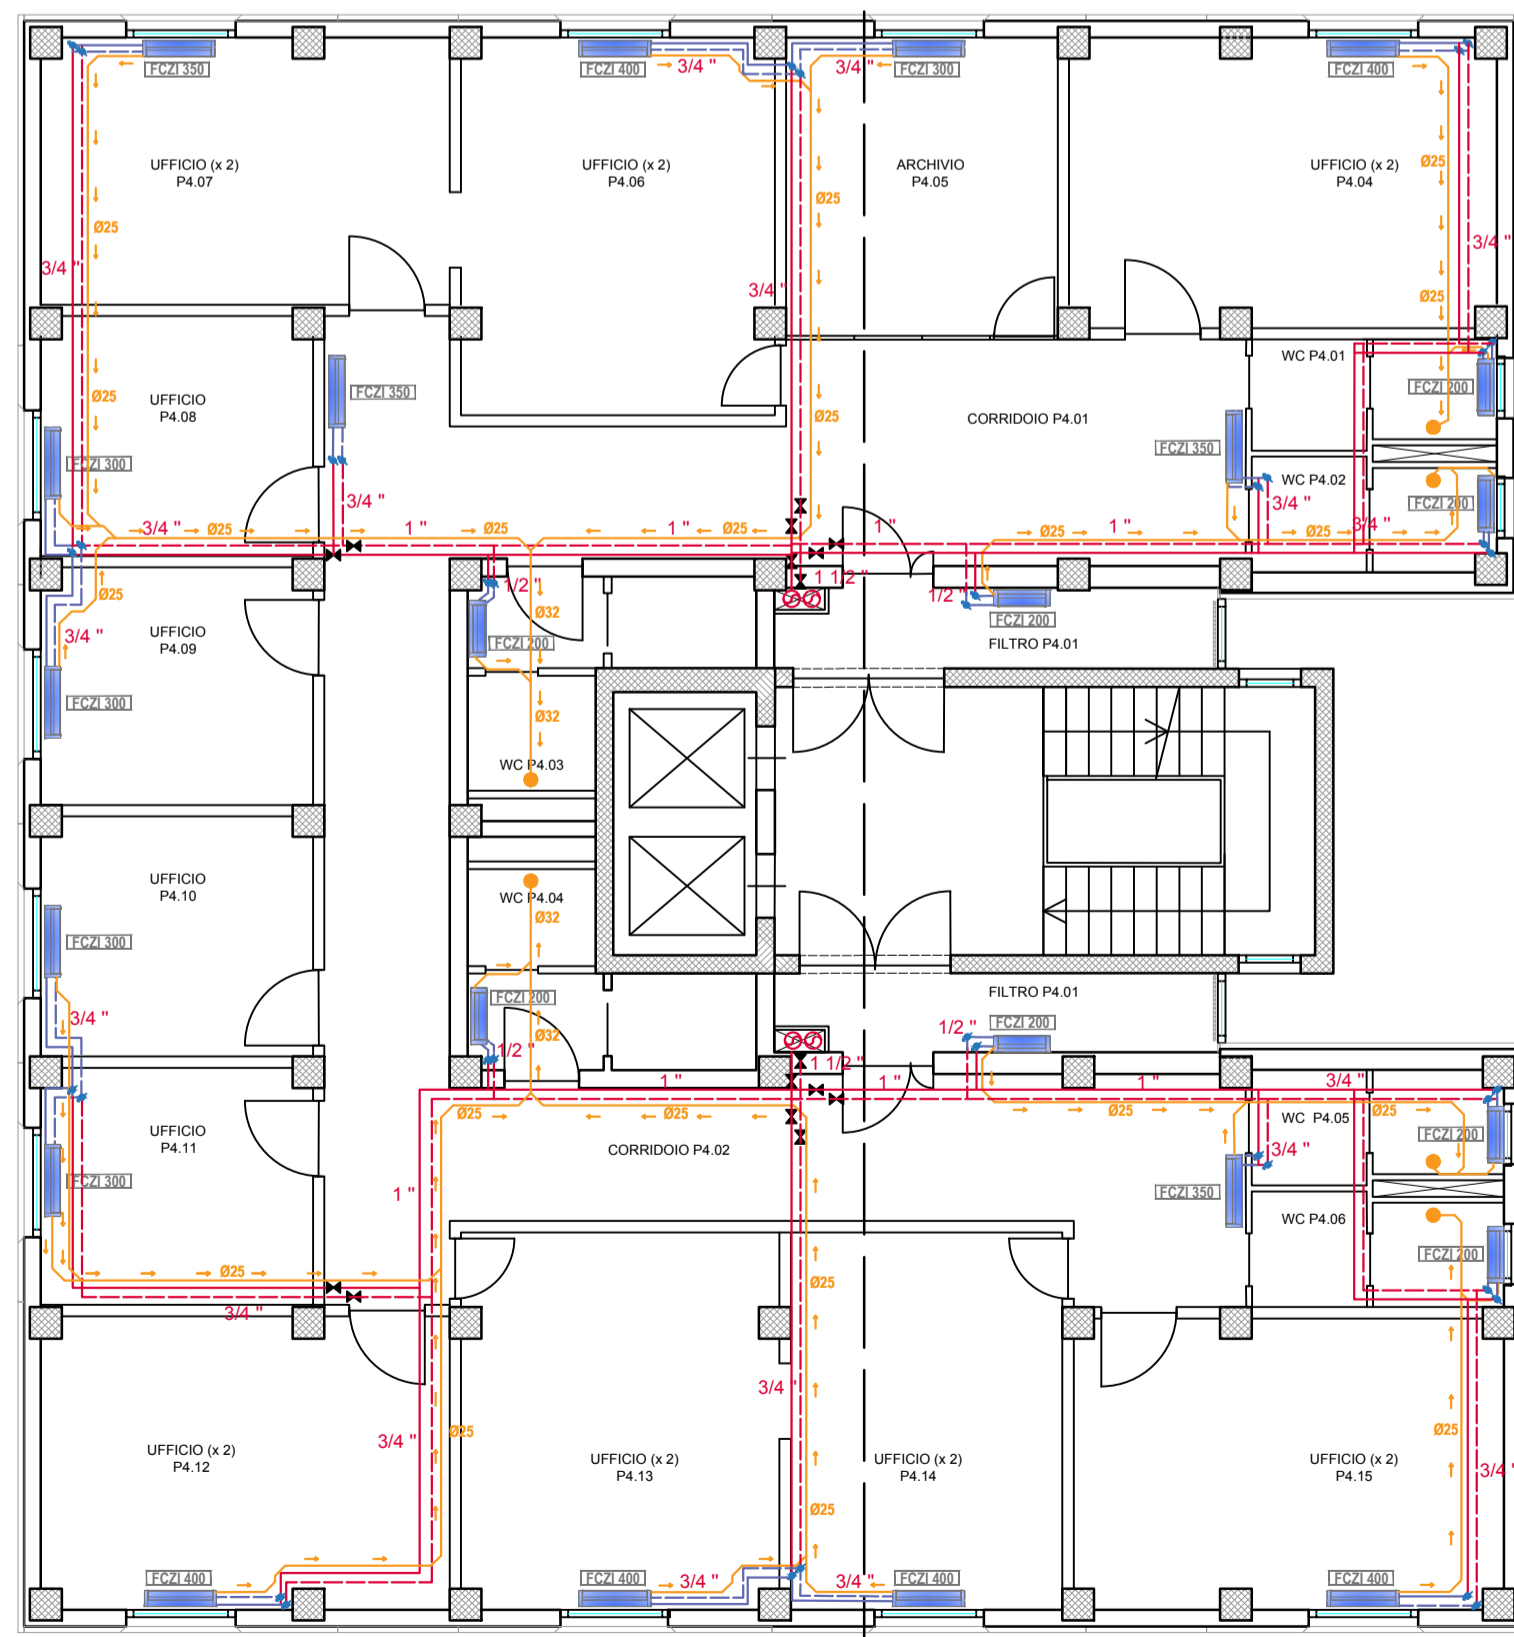 FCZI 350
FCZI 400
3/4 "
3/4 "
FCZI 300
FCZI 400
UFFICIO (x 2)
P4.07
UFFICIO (x 2)
P4.06
ARCHIVIO
P4.05
UFFICIO (x 2)
P4.04
Ø25
Ø25
Ø25
3/4 "
3/4 "
3/4 "
Ø25
WC P4.01
FCZI 350
FCZI 200
Ø25
UFFICIO
P4.08
Ø25
CORRIDOIO P4.01
FCZI 350
FCZI 300
WC P4.02
FCZI 200
3/4 "
3/4 "
3/4 "
Ø25
1 "
Ø25
1 "
Ø25
1 "
Ø25
1 "
Ø25
3/4 "
1/2 "
1 1/2 "
Ø25
1/2 "
Ø32
FCZI 200
UFFICIO
P4.09
3/4 "
FCZI 200
FILTRO P4.01
FCZI 300
Ø32
WC P4.03
UFFICIO
P4.10
WC P4.04
Ø32
FCZI 300
FCZI 200
FILTRO P4.01
3/4 "
Ø32
1/2 "
FCZI 200
1/2 "
1 1/2 "
1 "
1 "
1 "
3/4 "
Ø25
Ø25
Ø25
WC P4.05
Ø25
UFFICIO
P4.11
CORRIDOIO P4.02
3/4 "
FCZI 200
FCZI 300
1 "
FCZI 350
WC P4.06
FCZI 200
Ø25
Ø25
3/4 "
3/4 "
3/4 "
Ø25
Ø25
UFFICIO (x 2)
P4.12
UFFICIO (x 2)
P4.13
UFFICIO (x 2)
P4.14
UFFICIO (x 2)
P4.15
3/4 "
Ø25
FCZI 400
FCZI 400
3/4 "
3/4 "
FCZI 400
FCZI 400